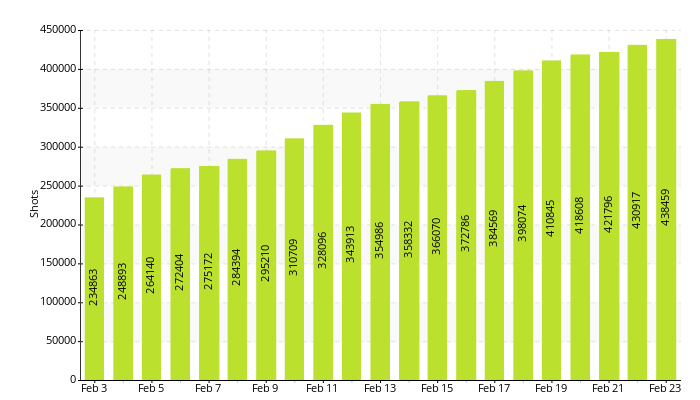 450000
400000
350000
300000
250000
200000
150000
100000
50000
0
Shots
234863
248893
264140
272404
275172
284394
295210
310709
328096
343913
354986
358332
366070
372786
384569
398074
410845
418608
421796
430917
438459
Feb 3
Feb 5
Feb 7
Feb 9
Feb 11
Feb 13
Feb 15
Feb 17
Feb 19
Feb 21
Feb 23